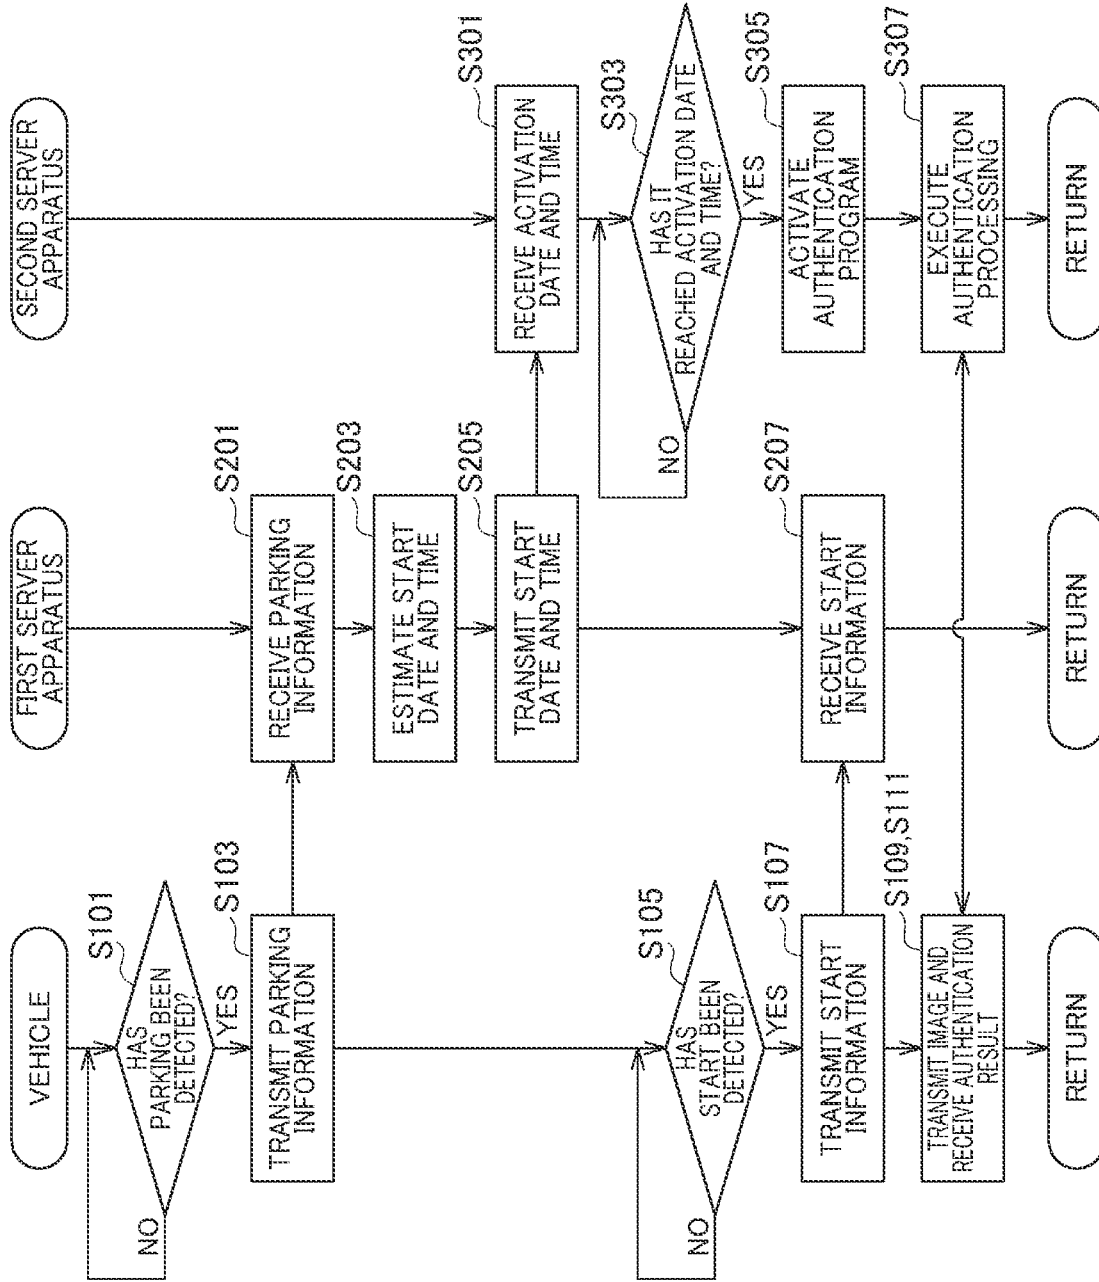 VEHICLE
S101
HAS
PARKING BEEN
DETECTED?
NO
YES
S103
TRANSMIT PARKING
INFORMATION
S105
HAS
START BEEN
DETECTED?
NO
YES
S107
TRANSMIT START
INFORMATION
S109,S111
TRANSMIT IMAGE AND
RECEIVE AUTHENTICATION
RESULT
RETURN
FIRST SERVER
APPARATUS
S201
RECEIVE PARKING
INFORMATION
S203
ESTIMATE START
DATE AND TIME
S205
TRANSMIT START
DATE AND TIME
S207
RECEIVE START
INFORMATION
RETURN
SECOND SERVER
APPARATUS
S301
RECEIVE ACTIVATION
DATE AND TIME
S303
HAS IT
REACHED ACTIVATION DATE
AND TIME?
NO
YES
S305
ACTIVATE
AUTHENTICATION
PROGRAM
S307
EXECUTE
AUTHENTICATION
PROCESSING
RETURN